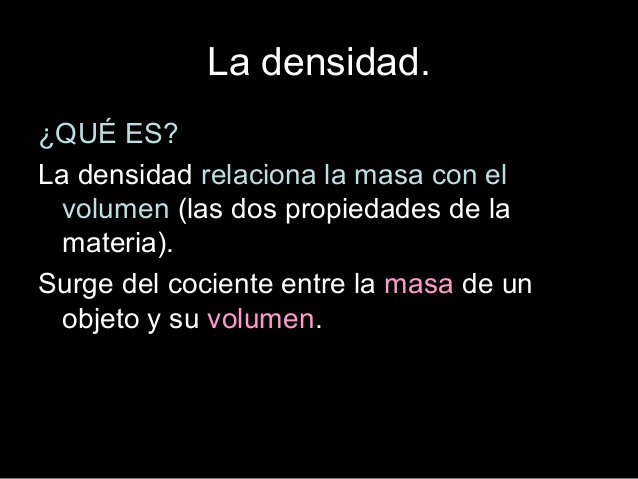 La densidad.
¿QUÉ ES?
La densidad relaciona la masa con el
volumen (las dos propiedades de la
materia).
Surge del cociente entre la masa de un
objeto y su volumen.